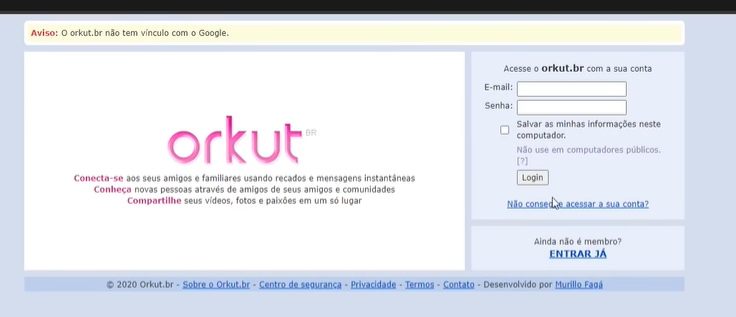 Aviso: O orkut.br não tem vínculo com o Google.
orkut BR
Conecta-se aos seus amigos e familiares usando recados e mensagens instantâneas
Conheça novas pessoas através de amigos de seus amigos e comunidades
Compartilhe seus vídeos, fotos e paixões em um só lugar
Acesse o orkut.br com a sua conta
E-mail:
Senha:
Salvar as minhas informações neste
computador.
Não use em computadores públicos.
[?]
Login
Não consegue acessar a sua conta?
Ainda não é membro?
ENTRAR JÁ
© 2020 Orkut.br - Sobre o Orkut.br - Centro de segurança - Privacidade - Termos - Contato - Desenvolvido por Murillo Fagá